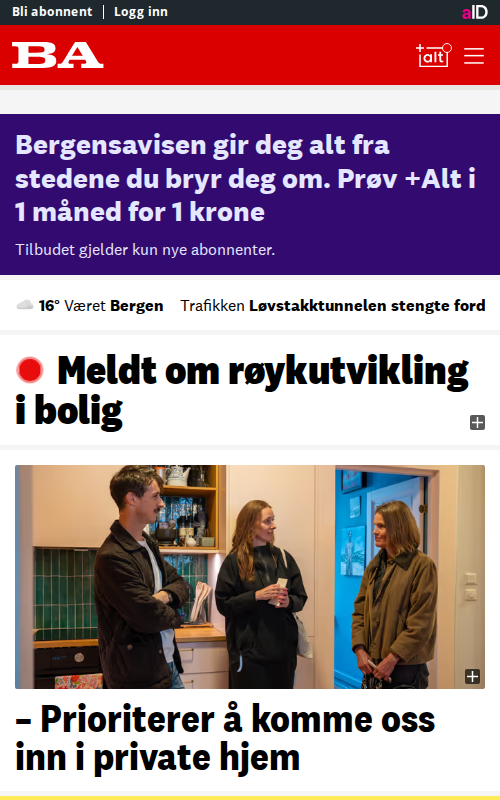 Bli abonnent | Logg inn
aID
BA
+alt
Bergensavisen gir deg alt fra
stedene du bryr deg om. Prøv +Alt i
1 måned for 1 krone
Tilbudet gjelder kun nye abonnenter.
16° Været Bergen Trafikken Løvstakktunnelen stengte ford
Meldt om røykutvikling
i bolig
– Prioriterer å komme oss
inn i private hjem